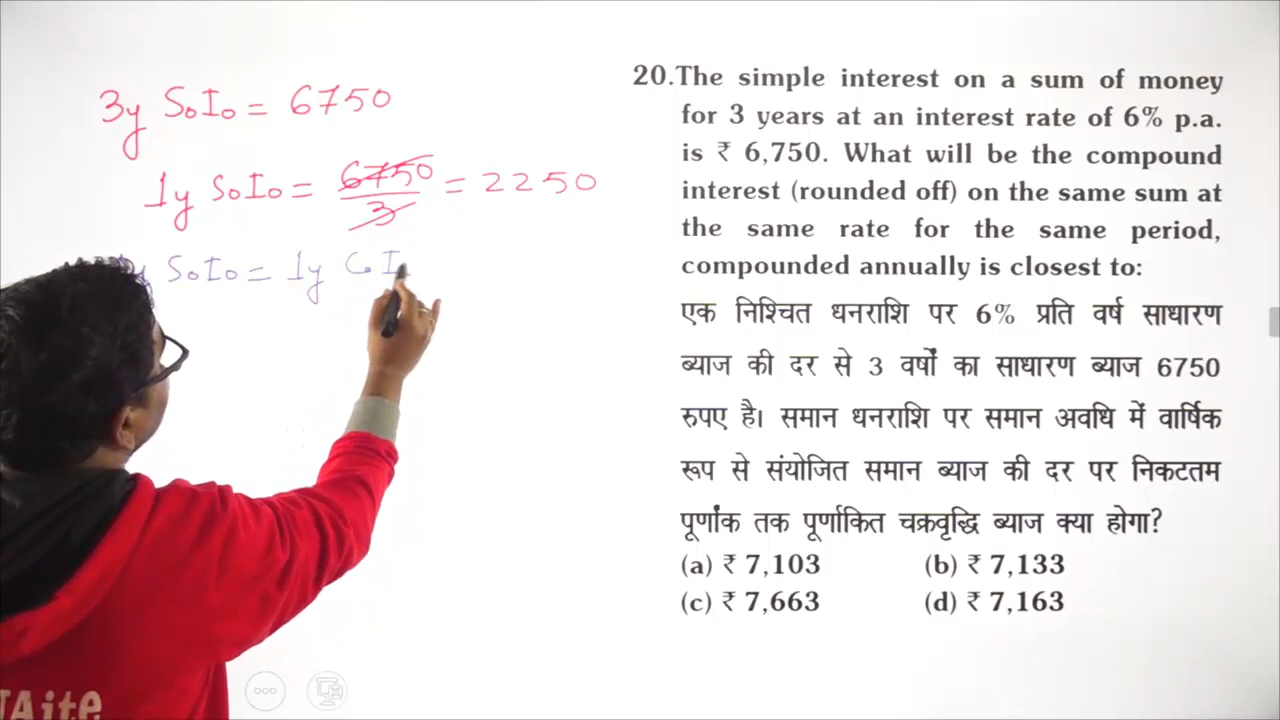 3y S.I. = 6750
1y S.I. = 6750/3 = 2250
S.I. = 1y C.I
20. The simple interest on a sum of money
for 3 years at an interest rate of 6% p.a.
is ₹ 6,750. What will be the compound
interest (rounded off) on the same sum at
the same rate for the same period,
compounded annually is closest to:
एक निश्चित धनराशि पर 6% प्रति वर्ष साधारण
ब्याज की दर से 3 वर्षों का साधारण ब्याज 6750
रुपए है। समान धनराशि पर समान अवधि में वार्षिक
रूप से संयोजित समान ब्याज की दर पर निकटतम
पूर्णांक तक पूर्णांकित चक्रवृद्धि ब्याज क्या होगा?
(a) ₹ 7,103 (b) ₹ 7,133
(c) ₹ 7,663 (d) ₹ 7,163